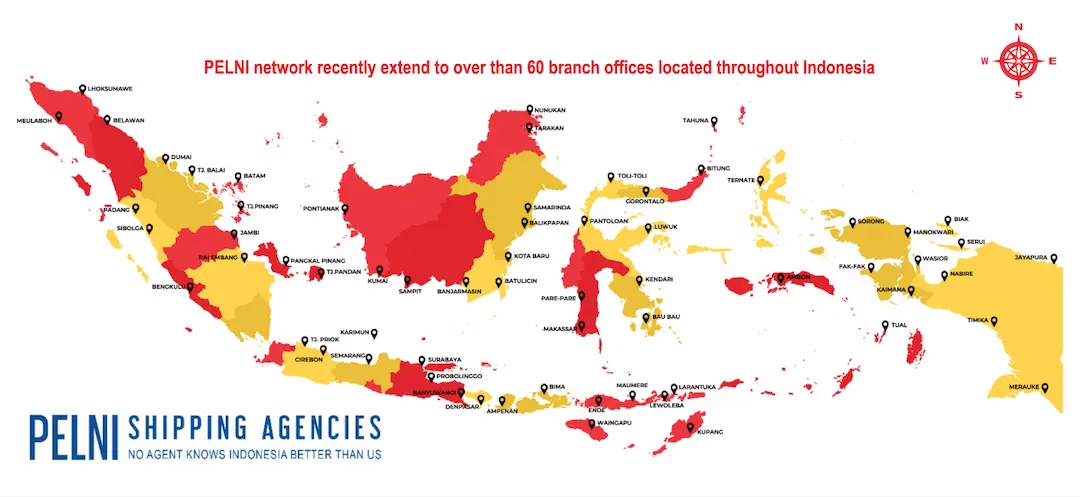 PELNI network recently extend to over than 60 branch offices located throughout Indonesia
N
W
E
S
LHOKSUMAWE
MEULABOH
BELAWAN
DUMAI
TJ. BALAI
BATAM
PADANG
TJ.PINANG
SIBOLGA
JAMBI
PALEMBANG
PANGKAL PINANG
TJ.PANDAN
BENGKULU
NUNUKAN
TARAKAN
PONTIANAK
SAMARINDA
BALIKPAPAN
KOTA BARU
KUMAI
SAMPIT
BANJARMASIN
BATULICIN
TAHUNA
BITUNG
TOLI-TOLI
GORONTALO
TERNATE
PANTOLOAN
LUWUK
KENDARI
PARE-PARE
BAU BAU
MAKASSAR
SORONG
BIAK
MANOKWARI
SERUI
WASIOR
JAYAPURA
FAK-FAK
NABIRE
AMBON
KAIMANA
TUAL
TIMIKA
MERAUKE
KARIMUN
TJ. PRIOK
CIREBON
SEMARANG
SURABAYA
PROBOLINGGO
BANYUWANGI
DENPASAR
AMPENAN
BIMA
MAUMERE
LARANTUKA
ENDE
LEWOLEBA
WAINGAPU
KUPANG
PELNI SHIPPING AGENCIES
NO AGENT KNOWS INDONESIA BETTER THAN US